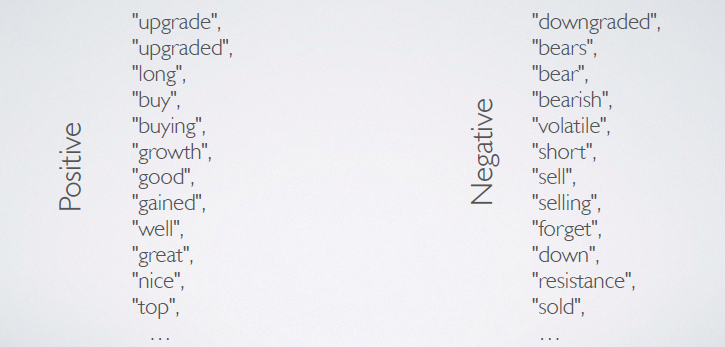 Positive
"upgrade",
"upgraded",
"long",
"buy",
"buying",
"growth",
"good",
"gained",
"well",
"great",
"nice",
"top",
...
Negative
"downgraded",
"bears",
"bear",
"bearish",
"volatile",
"short",
"sell",
"selling",
"forget",
"down",
"resistance",
"sold",
...